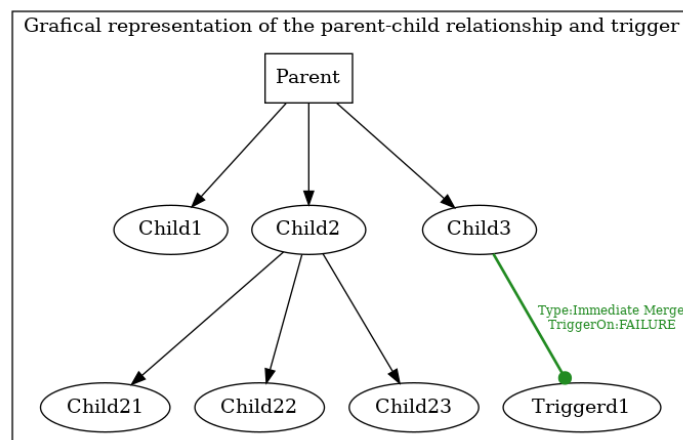 Grafical representation of the parent-child relationship and trigger
Parent
Child1
Child2
Child3
Type:Immediate Merge
TriggerOn:FAILURE
Child21
Child22
Child23
Triggerd1